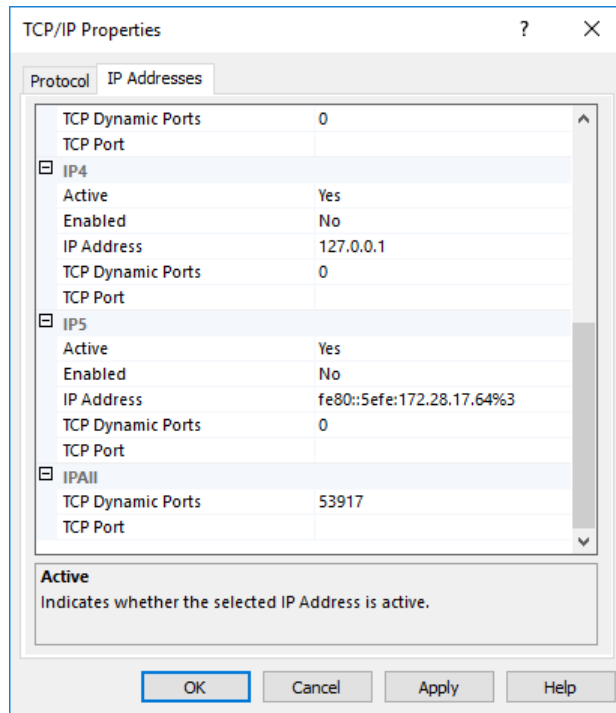 TCP/IP Properties ?
Protocol IP Addresses
TCP Dynamic Ports 0
TCP Port
IP4
Active Yes
Enabled No
IP Address 127.0.0.1
TCP Dynamic Ports 0
TCP Port
IP5
Active Yes
Enabled No
IP Address fe80::5efe:172.28.17.64%3
TCP Dynamic Ports 0
TCP Port
IPAll
TCP Dynamic Ports 53917
TCP Port
Active
Indicates whether the selected IP Address is active.
OK Cancel Apply Help